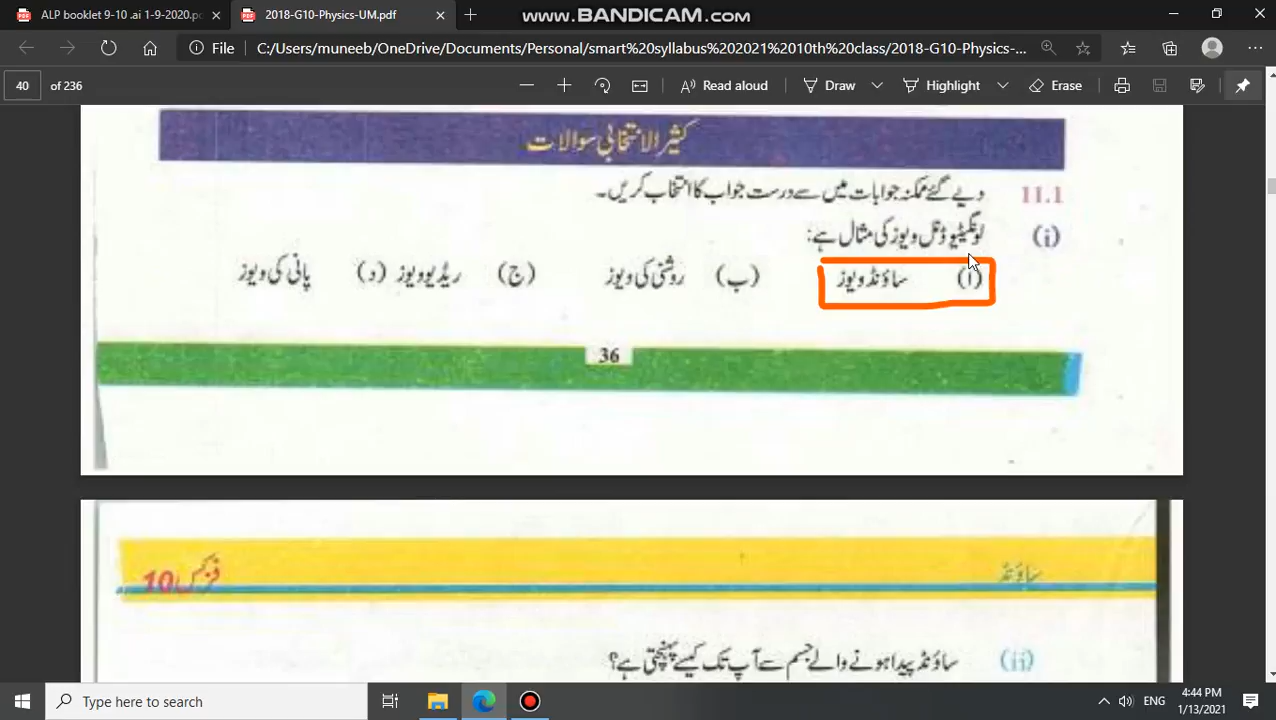 ALP booklet 9-10 .ai 1-9-2020.pc
2018-G10-Physics-UM.pdf
www.BANDICAM.com
File
C:/Users/muneeb/OneDrive/Documents/Personal/smart%20syllabus%202021%2010th%20class/2018-G10-Physics-...
40 of 236
Read aloud
Draw
Highlight
Erase
کثیر الانتخابی سوالات
11.1 دیے گئے ممکنہ جوابات میں سے درست جواب کا انتخاب کریں۔
(i) لونگیٹیوڈنل ویوز کی مثال ہے:
(ا) ساؤنڈ ویوز (ب) روشنی کی ویوز (ج) ریڈیو ویوز (د) پانی کی ویوز
36
ساؤنڈ
فزکس 10
(ii) ساؤنڈ پیدا ہونے والے جسم سے آپ تک کیسے پہنچتی ہے؟
Type here to search
ENG
4:44 PM
1/13/2021